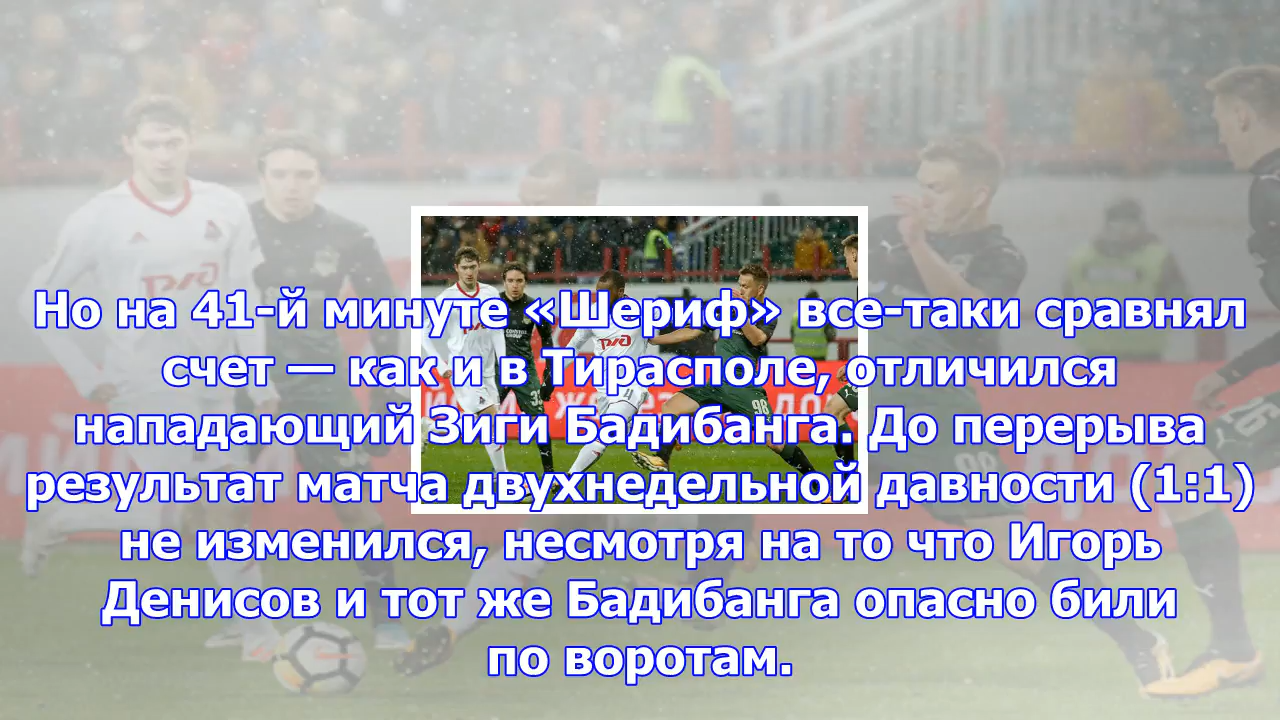 Но на 41-й минуте «Шериф» все-таки сравнял
счет — как и в Тирасполе, отличился
нападающий Зиги Бадибанга. До перерыва
результат матча двухнедельной давности (1:1)
не изменился, несмотря на то что Игорь
Денисов и тот же Бадибанга опасно били
по воротам.
РЖД
98